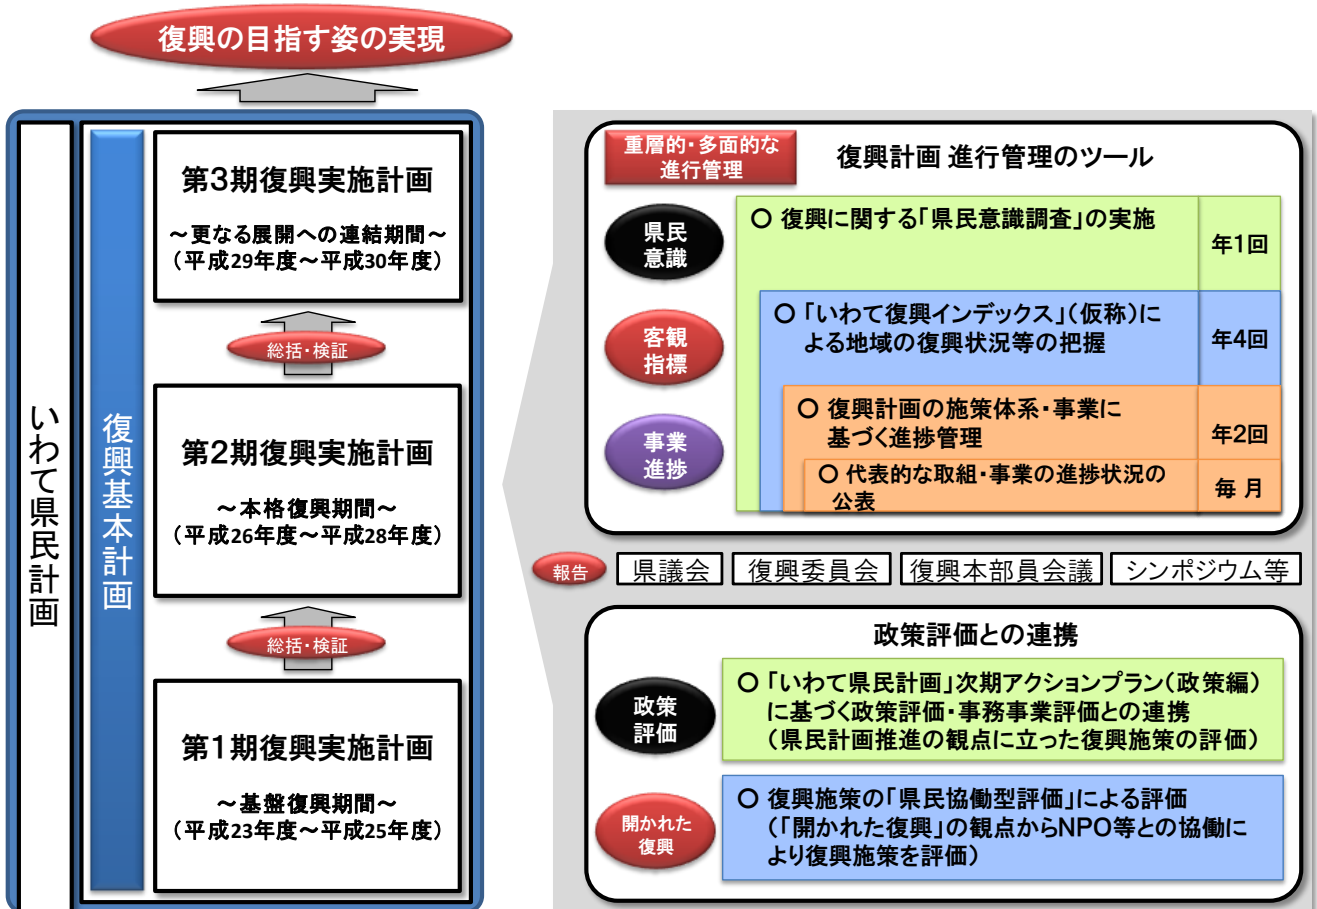 復興の目指す姿の実現
いわて県民計画
復興基本計画
第3期復興実施計画
～更なる展開への連結期間～
（平成29年度～平成30年度）
総括・検証
第2期復興実施計画
～本格復興期間～
（平成26年度～平成28年度）
総括・検証
第1期復興実施計画
～基盤復興期間～
（平成23年度～平成25年度）
重層的・多面的な
進行管理
復興計画 進行管理のツール
県民
意識
○ 復興に関する「県民意識調査」の実施
年1回
客観
指標
○ 「いわて復興インデックス」（仮称）に
よる地域の復興状況等の把握
年4回
事業
進捗
○ 復興計画の施策体系・事業に
基づく進捗管理
年2回
○ 代表的な取組・事業の進捗状況の
公表
毎 月
報告
県議会
復興委員会
復興本部員会議
シンポジウム等
政策評価との連携
政策
評価
○ 「いわて県民計画」次期アクションプラン（政策編）
に基づく政策評価・事務事業評価との連携
（県民計画推進の観点に立った復興施策の評価）
開かれた
復興
○ 復興施策の「県民協働型評価」による評価
（「開かれた復興」の観点からNPO等との協働に
より復興施策を評価）